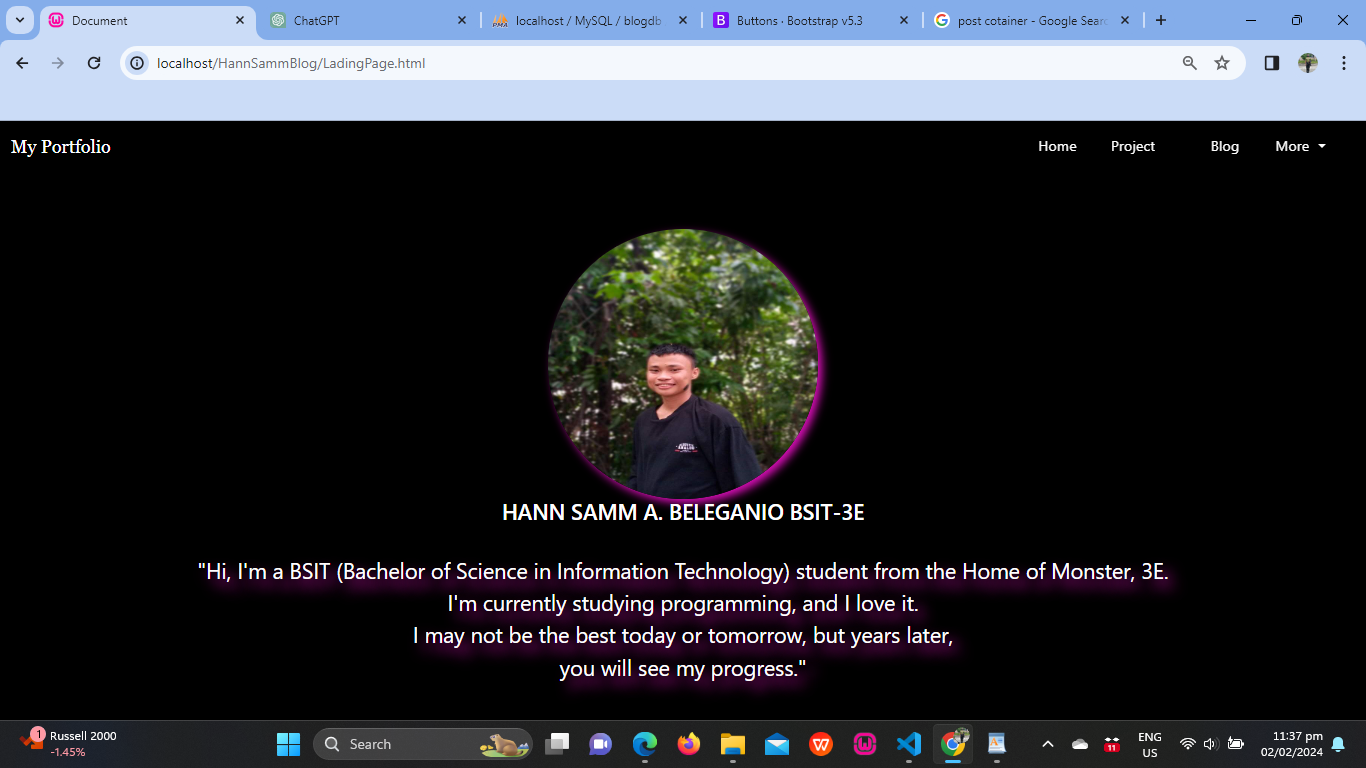 Document
ChatGPT
localhost / MySQL / blogdb
Buttons · Bootstrap v5.3
post cotainer - Google Sear
localhost/HannSammBlog/LadingPage.html
My Portfolio
Home
Project
Blog
More
HANN SAMM A. BELEGANIO BSIT-3E
"Hi, I'm a BSIT (Bachelor of Science in Information Technology) student from the Home of Monster, 3E.
I'm currently studying programming, and I love it.
I may not be the best today or tomorrow, but years later,
you will see my progress."
1
Russell 2000
-1.45%
Search
11
ENG
US
11:37 pm
02/02/2024